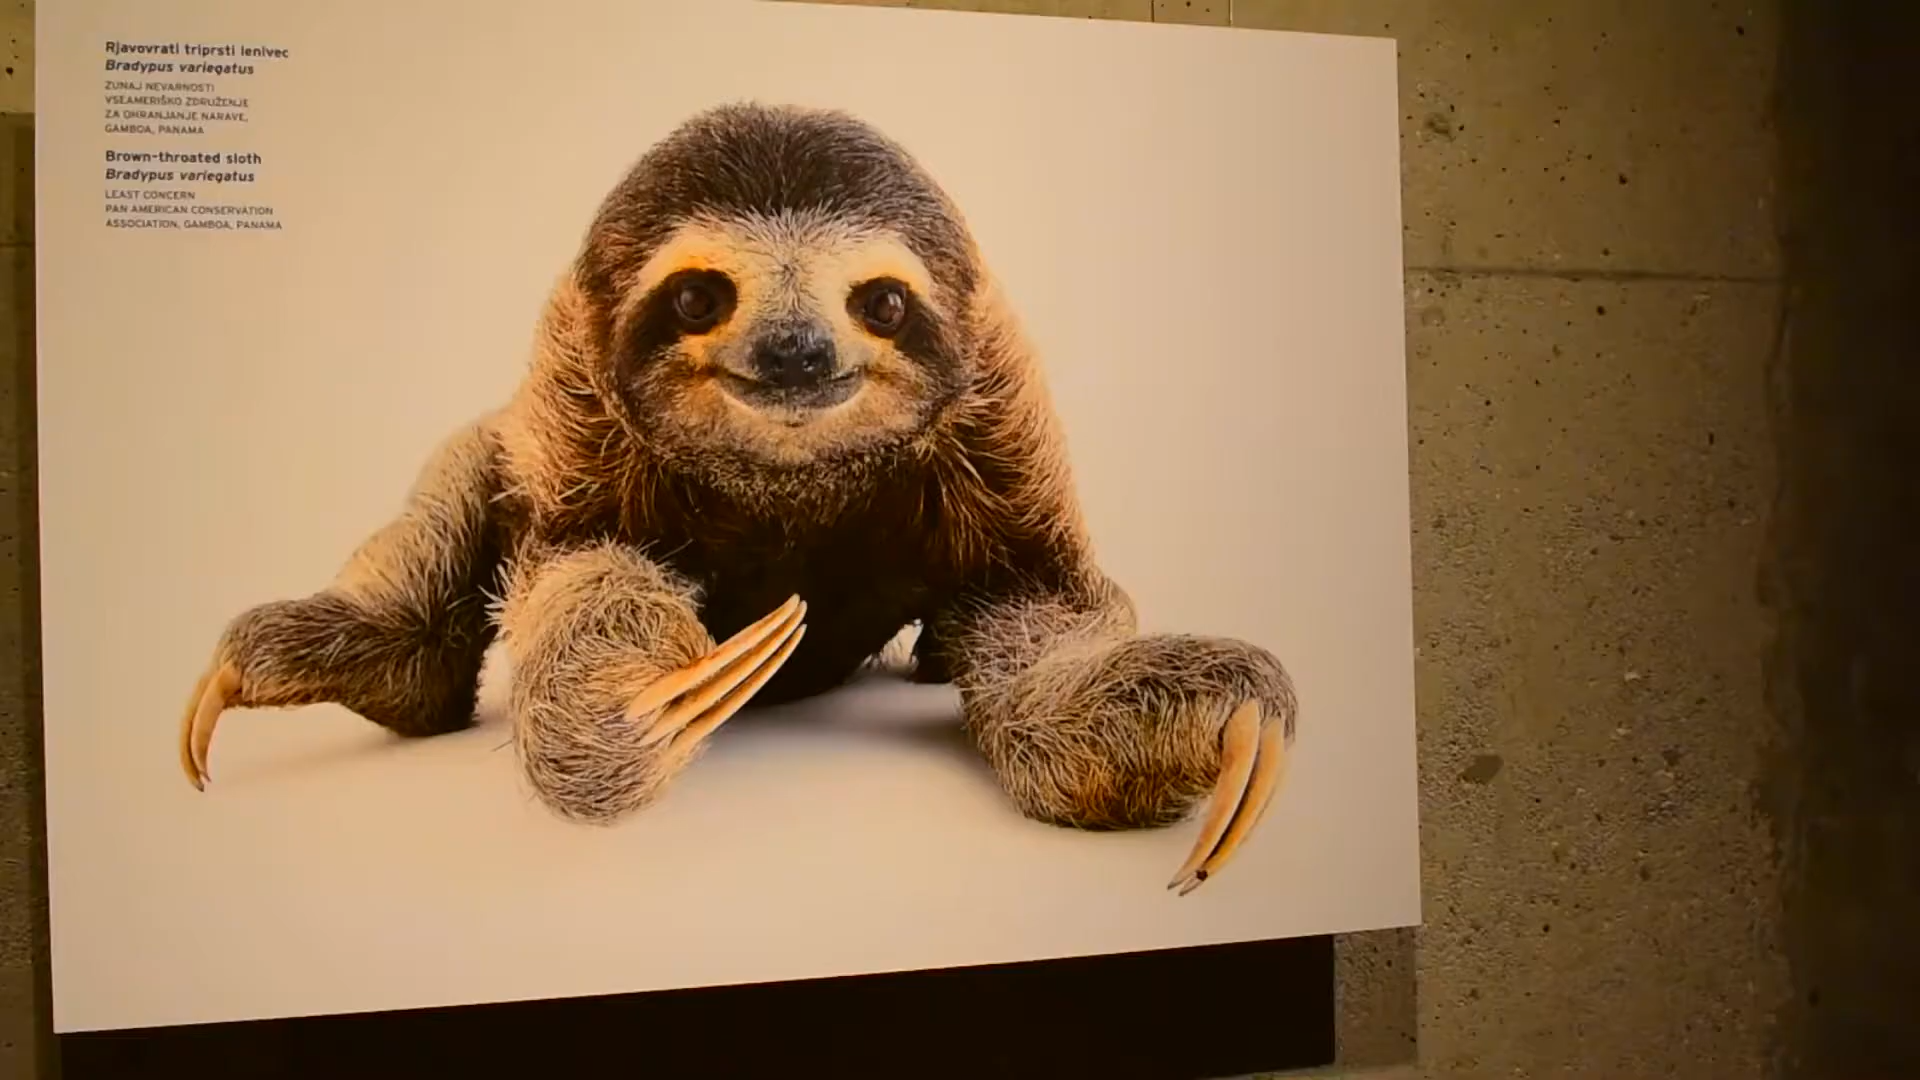 Rjavovrati triprsti lenivec
Bradypus variegatus
ZUNAJ NEVARNOSTI
VSEAMERIŠKO ZDRUŽENJE
ZA OHRANJANJE NARAVE,
GAMBOA, PANAMA
Brown-throated sloth
Bradypus variegatus
LEAST CONCERN
PAN AMERICAN CONSERVATION
ASSOCIATION, GAMBOA, PANAMA